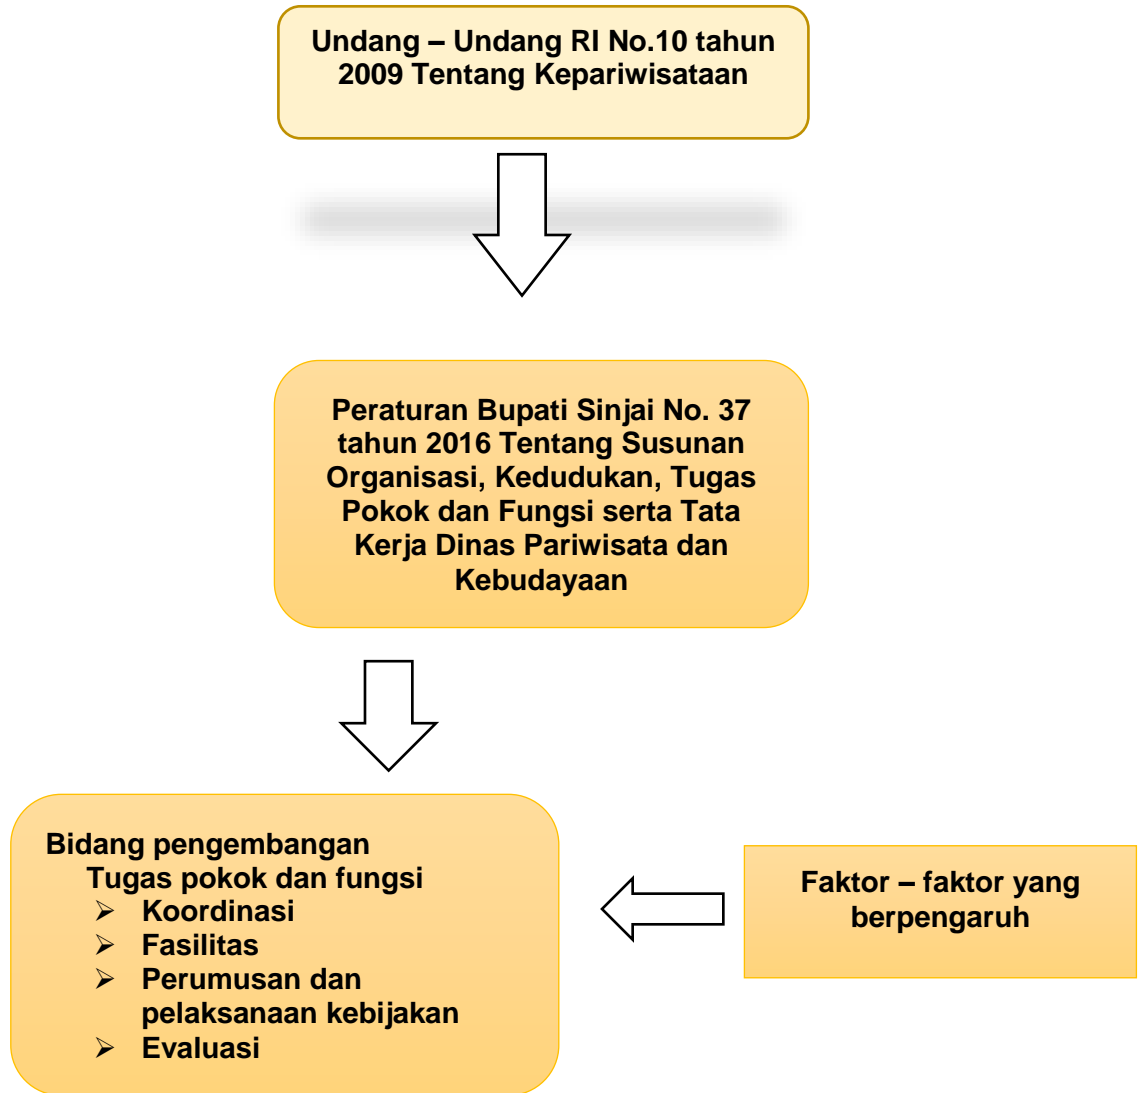 Undang – Undang RI No.10 tahun
2009 Tentang Kepariwisataan
Peraturan Bupati Sinjai No. 37
tahun 2016 Tentang Susunan
Organisasi, Kedudukan, Tugas
Pokok dan Fungsi serta Tata
Kerja Dinas Pariwisata dan
Kebudayaan
Bidang pengembangan
Tugas pokok dan fungsi
➢ Koordinasi
➢ Fasilitas
➢ Perumusan dan
pelaksanaan kebijakan
➢ Evaluasi
Faktor – faktor yang
berpengaruh